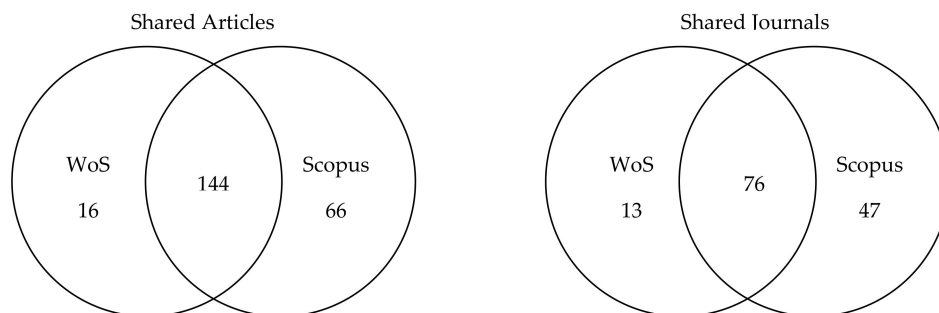 Shared Articles
WoS
16
144
Scopus
66
Shared Journals
WoS
13
76
Scopus
47